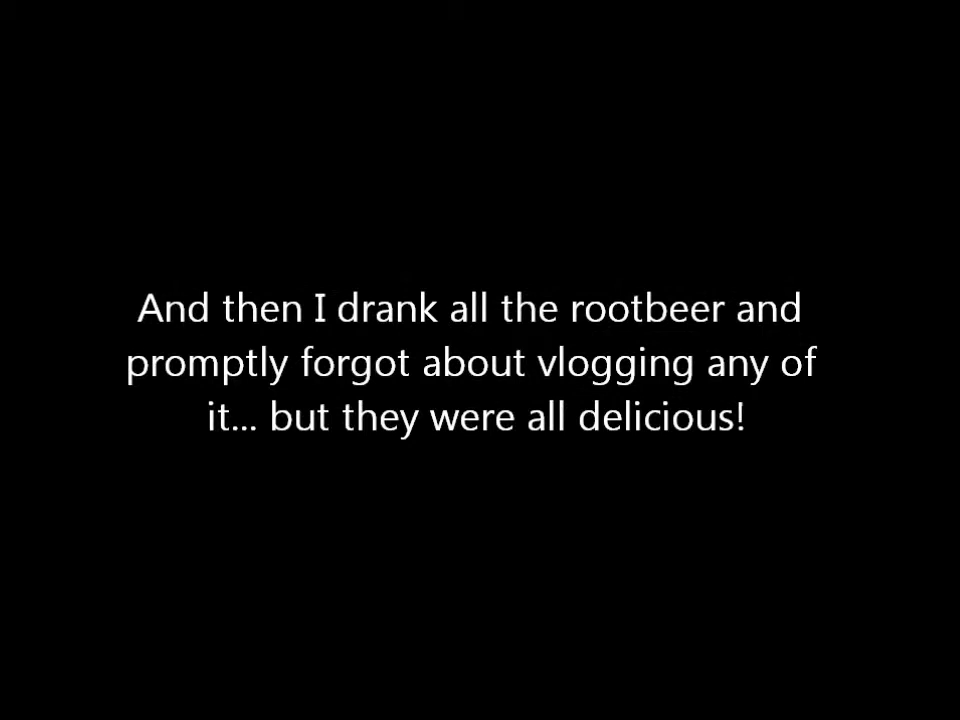 And then I drank all the rootbeer and
promptly forgot about vlogging any of
it... but they were all delicious!